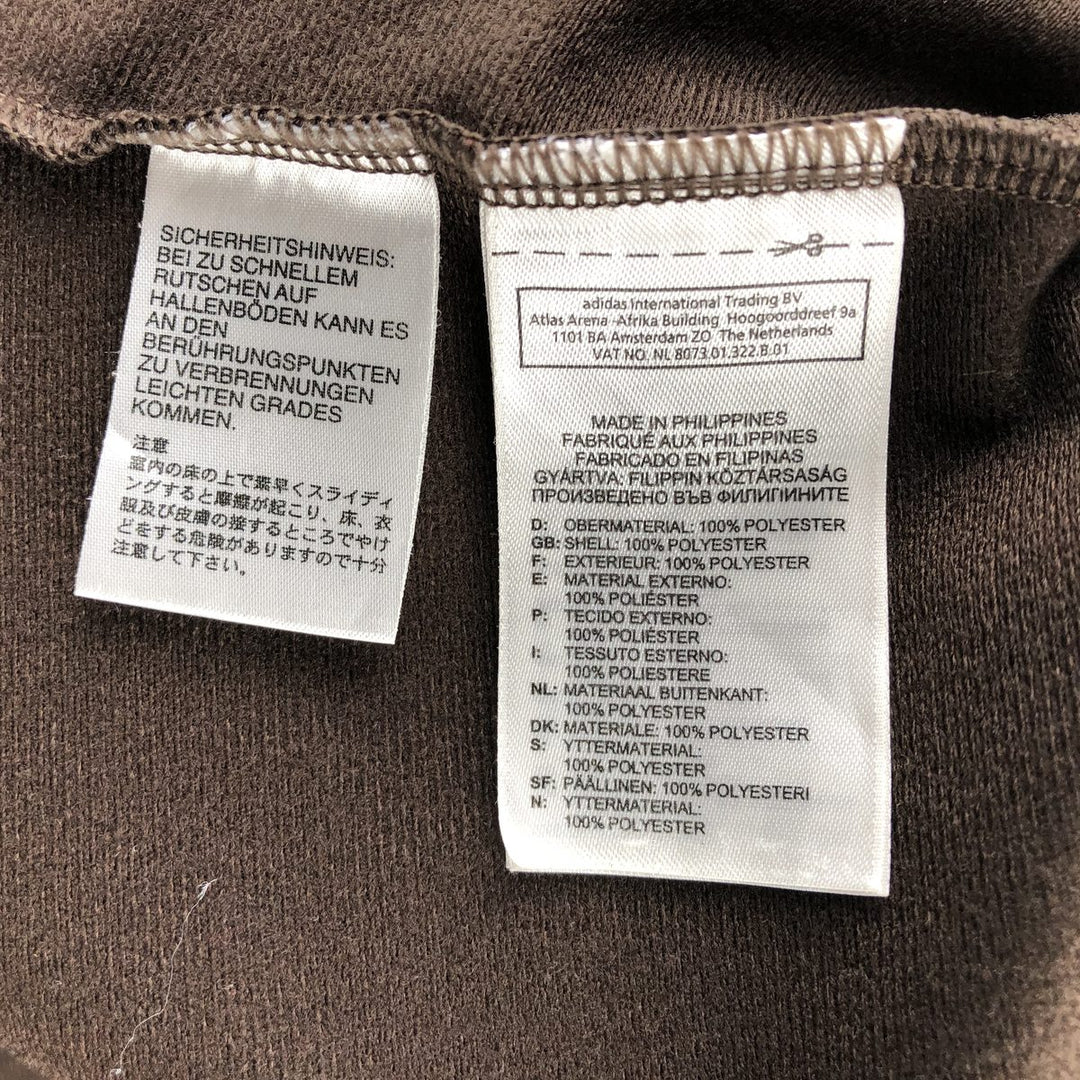 SICHERHEITSHINWEIS:
BEI ZU SCHNELLEM
RUTSCHEN AUF
HALLENBÖDEN KANN ES
AN DEN
BERÜHRUNGSPUNKTEN
ZU VERBRENNUNGEN
LEICHTEN GRADES
KOMMEN.
注意
室内の床の上で素早くスライディ
ングすると摩擦が起こり、床、衣
服及び皮膚の接するところでやけ
どをする危険がありますので十分
注意して下さい。
adidas International Trading BV
Atlas Arena -Afrika Building Hoogoorddreef 9a
1101 BA Amsterdam ZO The Netherlands
VAT NO. NL 8073.01.322.B.01
MADE IN PHILIPPINES
FABRIQUÉ AUX PHILIPPINES
FABRICADO EN FILIPINAS
GYÁRTVA: FILIPPIN KÖZTÁRSASÁG
ПРОИЗВЕДЕНО ВЪВ ФИЛИГІИНИТЕ
D: OBERMATERIAL: 100% POLYESTER
GB: SHELL: 100% POLYESTER
F: EXTERIEUR: 100% POLYESTER
E: MATERIAL EXTERNO:
100% POLIÉSTER
P: TECIDO EXTERNO:
100% POLIÉSTER
I: TESSUTO ESTERNO:
100% POLIESTERE
NL: MATERIAAL BUITENKANT:
100% POLYESTER
DK: MATERIALE: 100% POLYESTER
S: YTTERMATERIAL:
100% POLYESTER
SF: PÄÄLLINEN: 100% POLYESTERI
N: YTTERMATERIAL:
100% POLYESTER